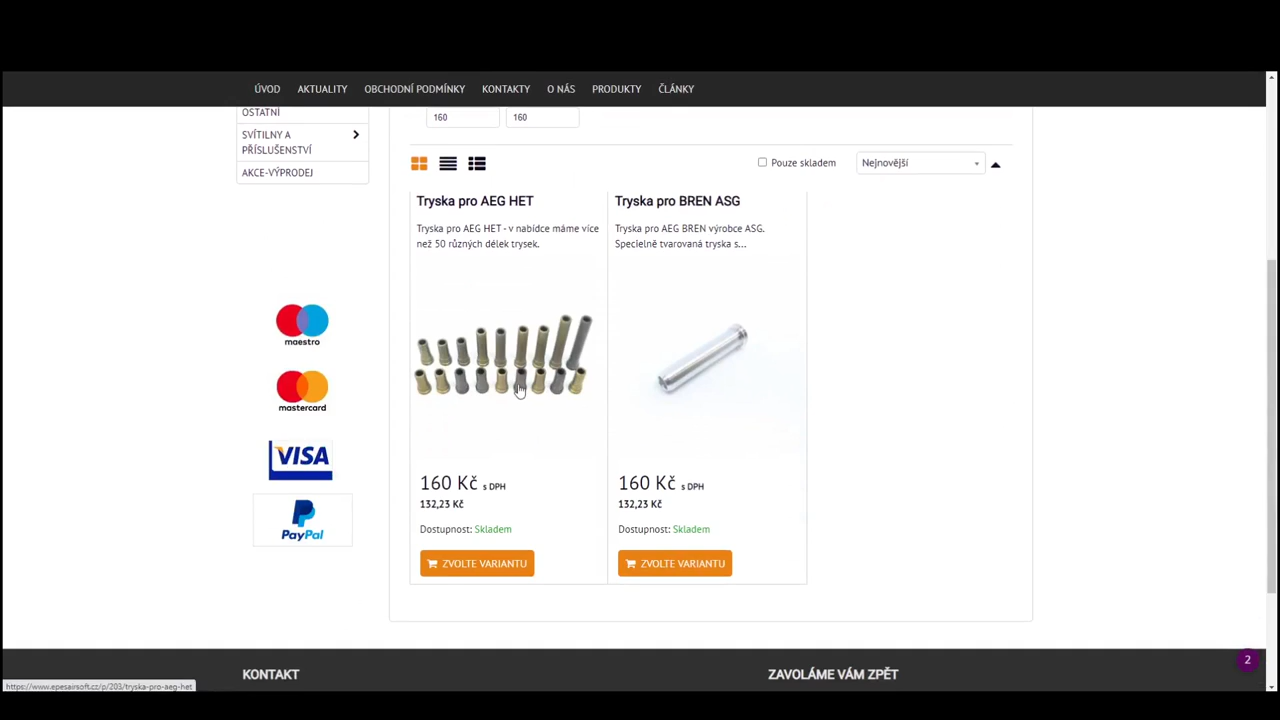 ÚVOD AKTUALITY OBCHODNÍ PODMÍNKY KONTAKTY O NÁS PRODUKTY ČLÁNKY
OSTATNÍ
SVÍTILNY A
PŘÍSLUŠENSTVÍ
AKCE-VÝPRODEJ
160 160
Pouze skladem
Nejnovější
Tryska pro AEG HET
Tryska pro AEG HET - v nabídce máme více
než 50 různých délek trysek.
160 Kč s DPH
132,23 Kč
Dostupnost: Skladem
ZVOLTE VARIANTU
Tryska pro BREN ASG
Tryska pro AEG BREN výrobce ASG.
Specielně tvarovaná tryska s...
160 Kč s DPH
132,23 Kč
Dostupnost: Skladem
ZVOLTE VARIANTU
maestro
mastercard
VISA
PayPal
KONTAKT
ZAVOLÁME VÁM ZPĚT
2
https://www.epesairsoft.cz/p/203/tryska-pro-aeg-het